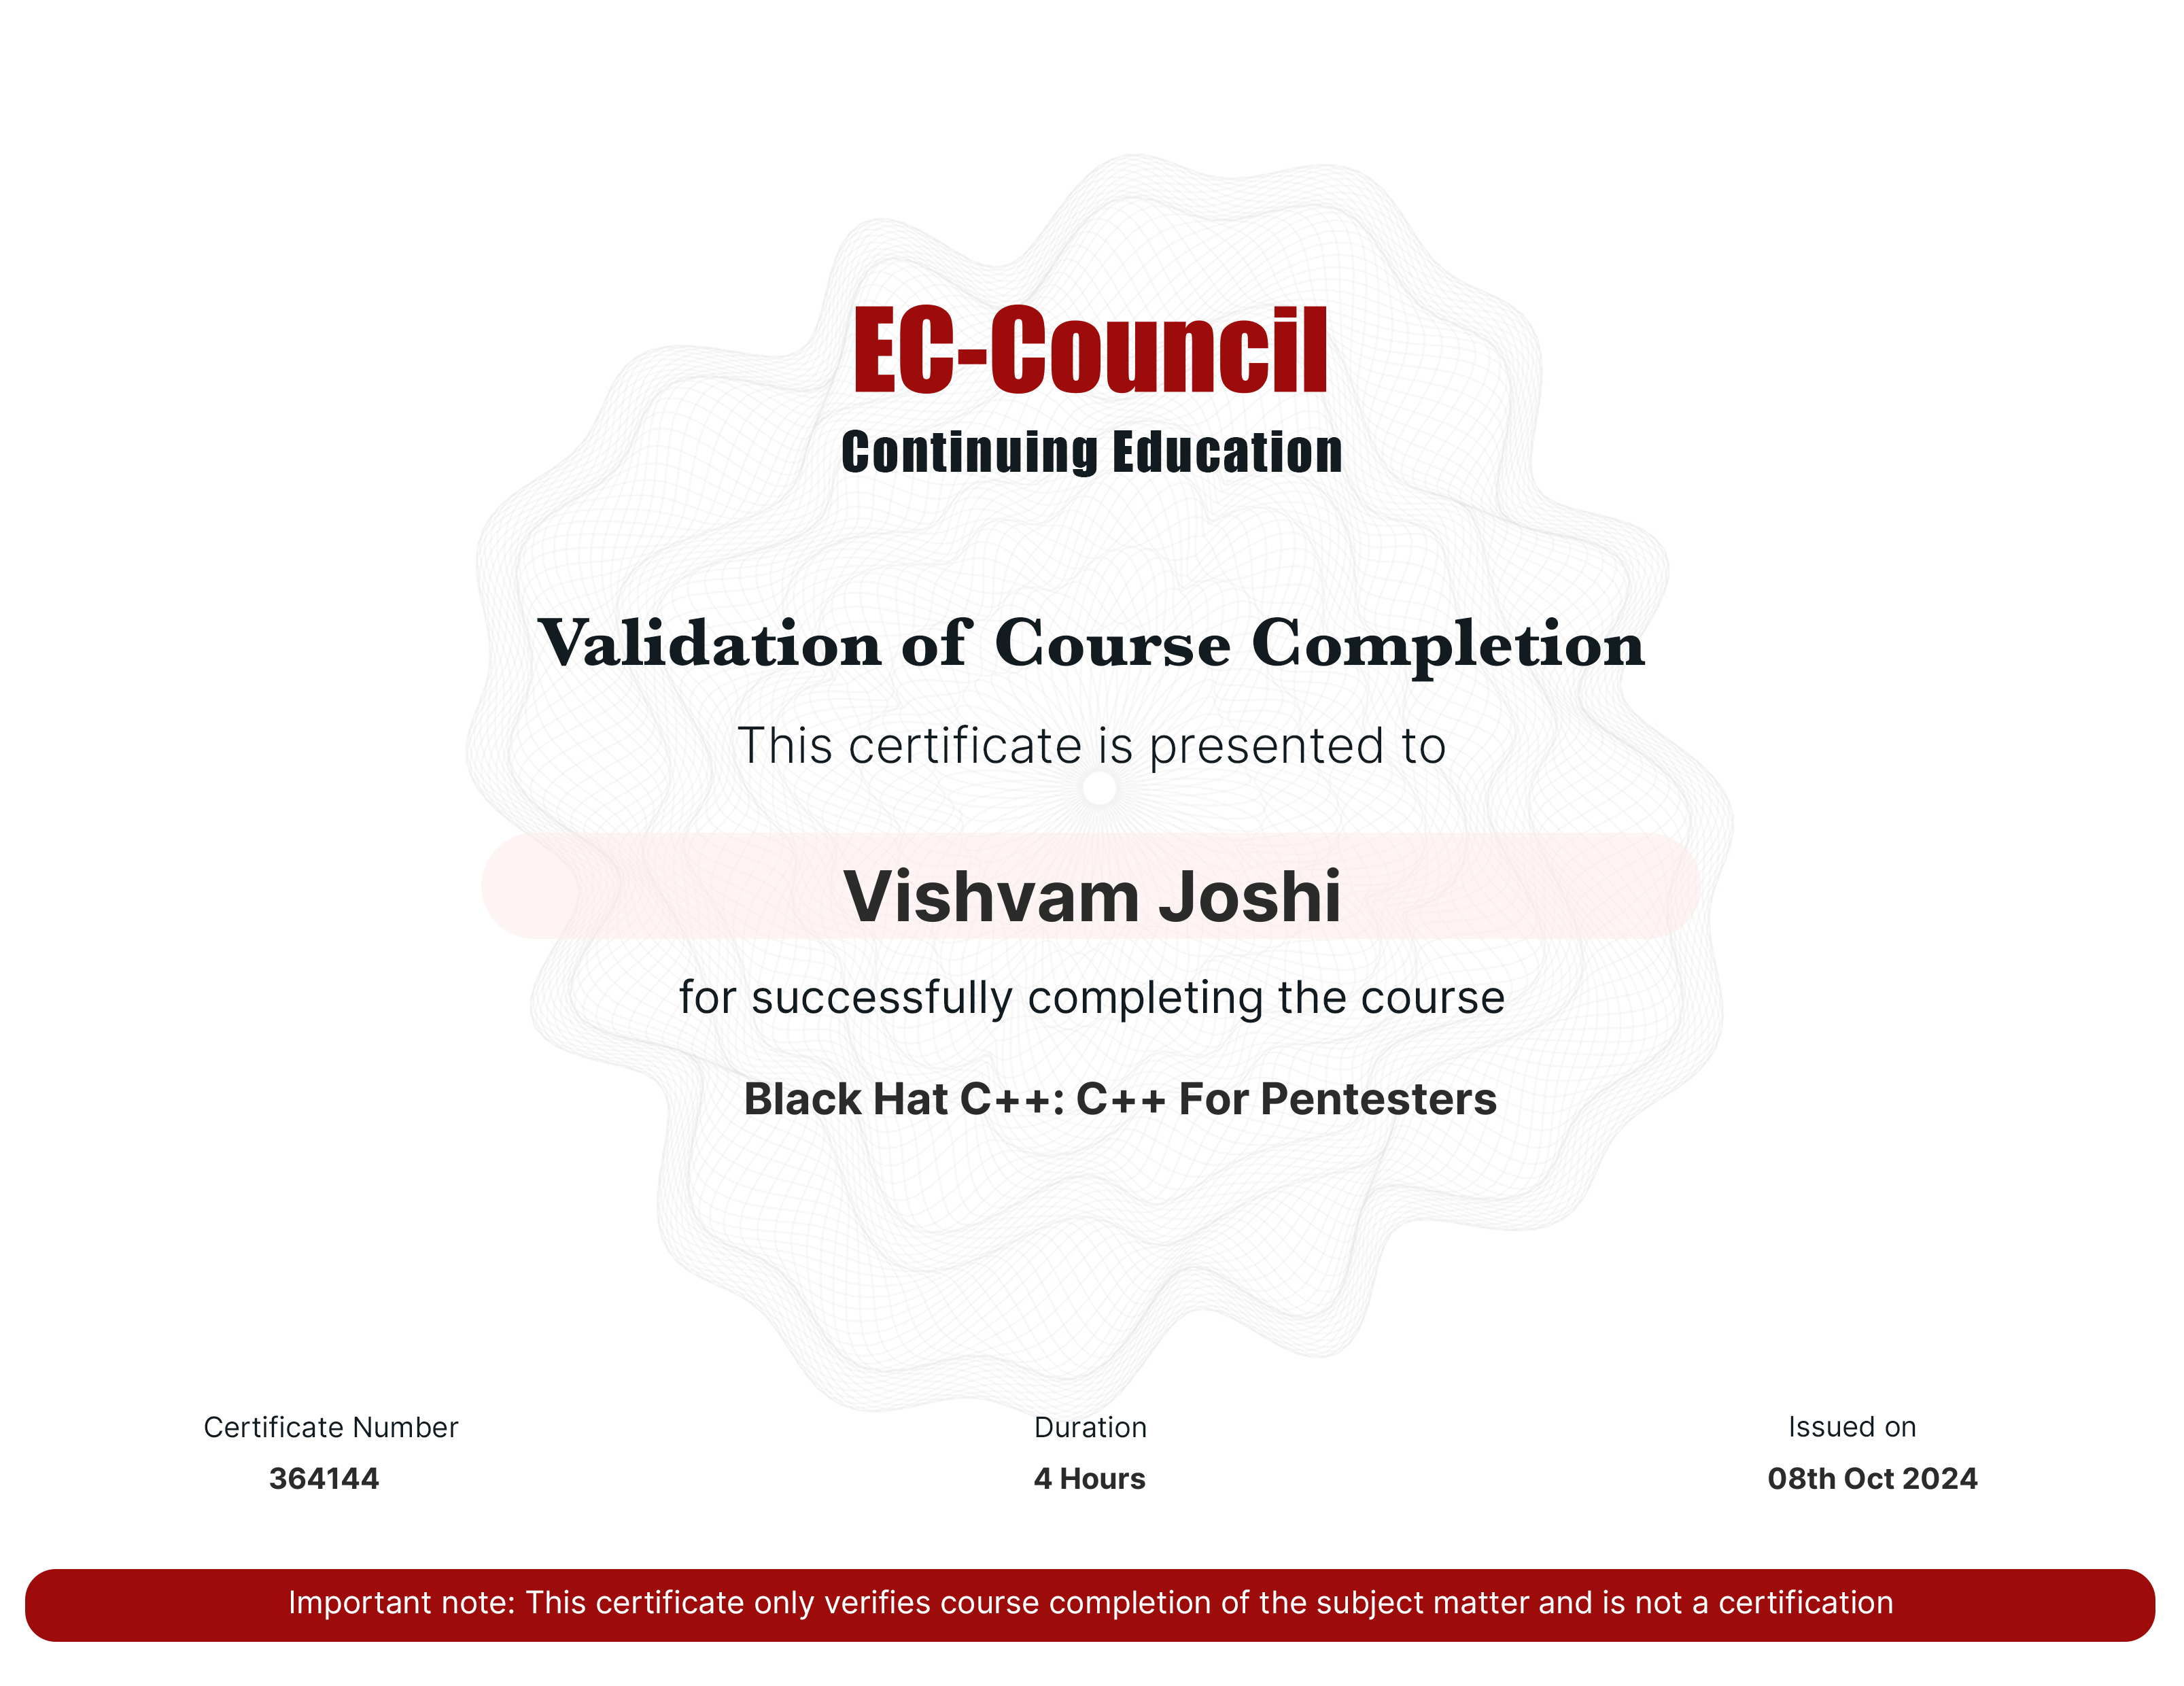 EC-Council
Continuing Education
Validation of Course Completion
This certificate is presented to
Vishvam Joshi
for successfully completing the course
Black Hat C++: C++ For Pentesters
Certificate Number
364144
Duration
4 Hours
Issued on
08th Oct 2024
Important note: This certificate only verifies course completion of the subject matter and is not a certification